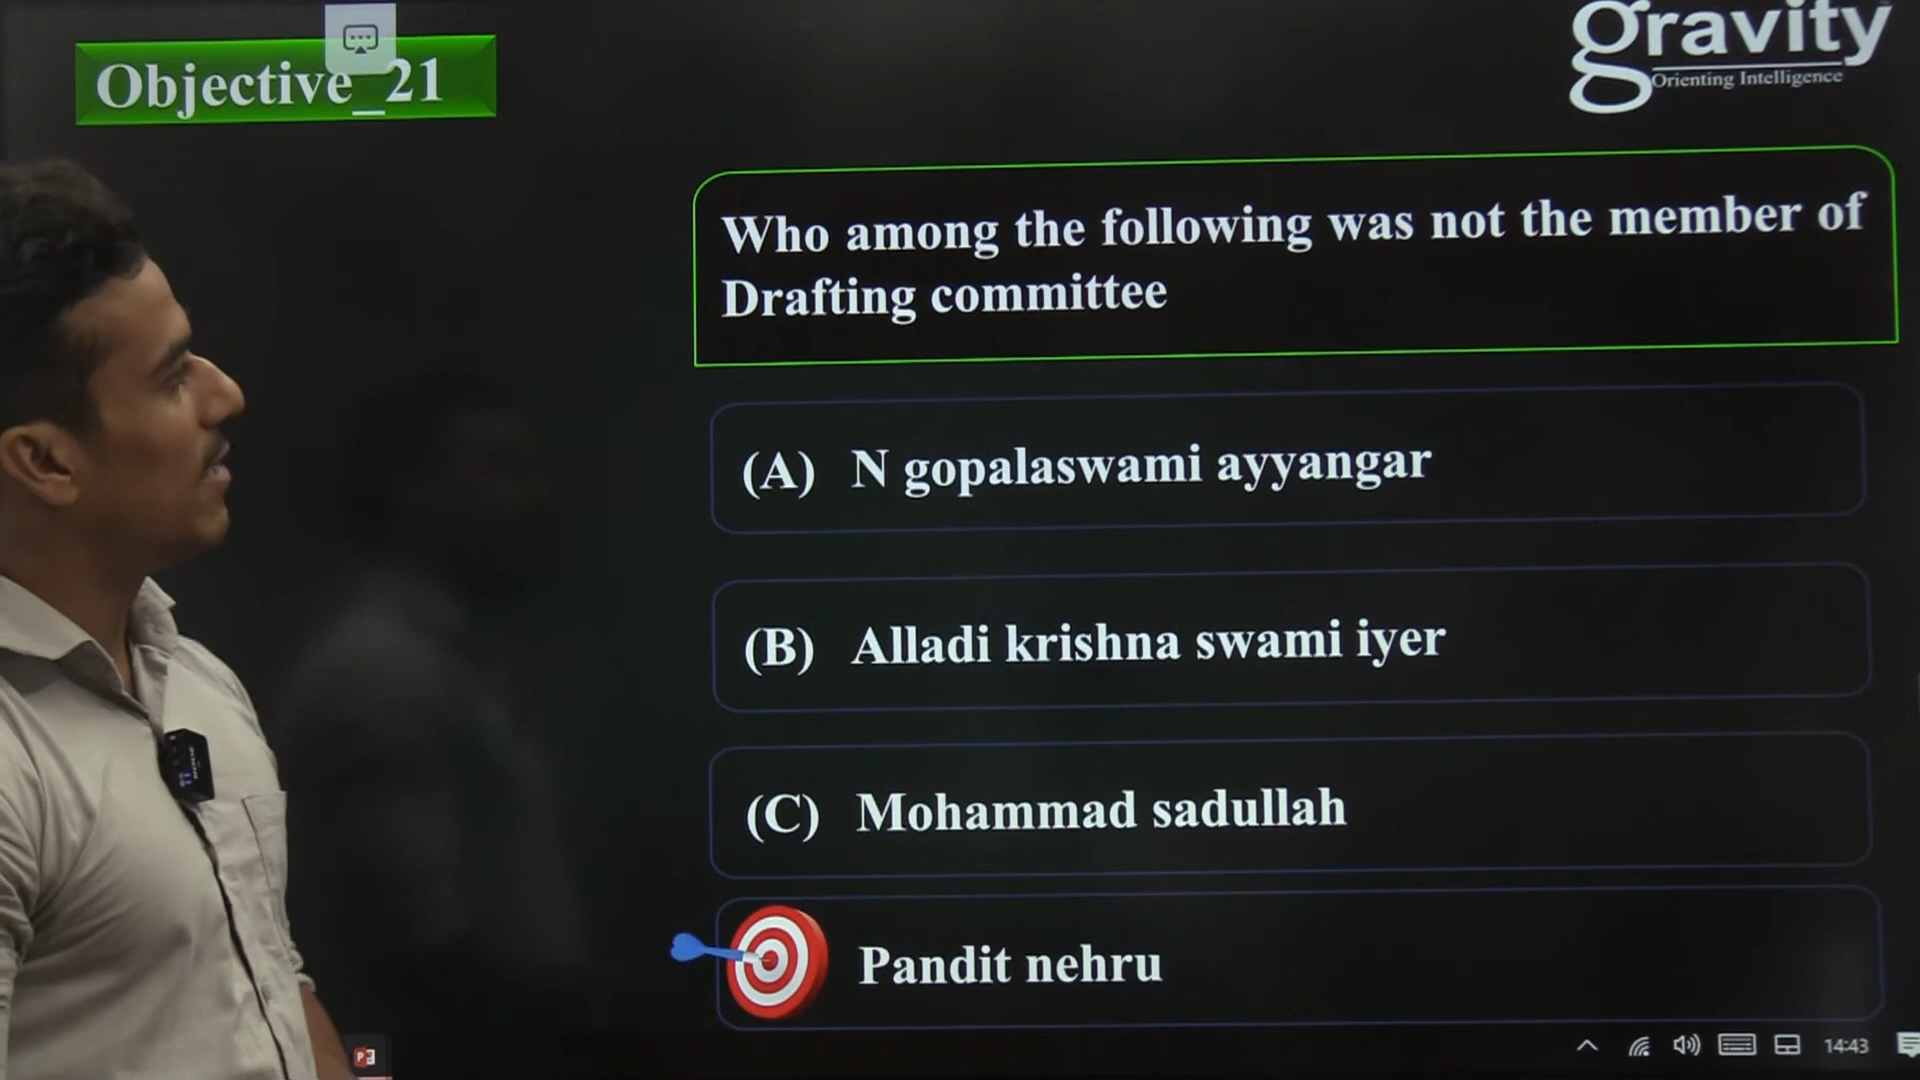 Objective_21
gravity
Orienting Intelligence
Who among the following was not the member of
Drafting committee
(A) N gopalaswami ayyangar
(B) Alladi krishna swami iyer
(C) Mohammad sadullah
Pandit nehru
14:43